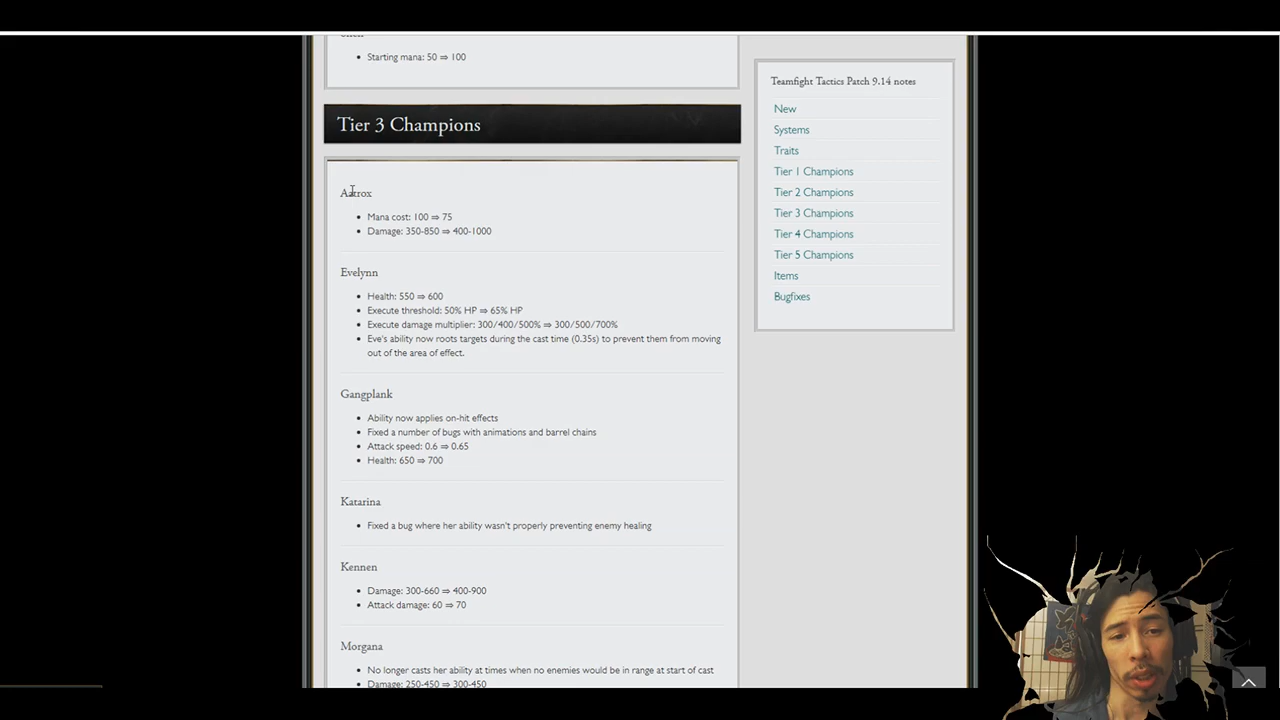 Starting mana: 50 ⇒ 100
Tier 3 Champions
Aatrox
Mana cost: 100 ⇒ 75
Damage: 350-850 ⇒ 400-1000
Evelynn
Health: 550 ⇒ 600
Execute threshold: 50% HP ⇒ 65% HP
Execute damage multiplier: 300/400/500% ⇒ 300/500/700%
Eve's ability now roots targets during the cast time (0.35s) to prevent them from moving
out of the area of effect.
Gangplank
Ability now applies on-hit effects
Fixed a number of bugs with animations and barrel chains
Attack speed: 0.6 ⇒ 0.65
Health: 650 ⇒ 700
Katarina
Fixed a bug where her ability wasn't properly preventing enemy healing
Kennen
Damage: 300-660 ⇒ 400-900
Attack damage: 60 ⇒ 70
Morgana
No longer casts her ability at times when no enemies would be in range at start of cast
Damage: 250-450 ⇒ 300-450
Teamfight Tactics Patch 9.14 notes
New
Systems
Traits
Tier 1 Champions
Tier 2 Champions
Tier 3 Champions
Tier 4 Champions
Tier 5 Champions
Items
Bugfixes